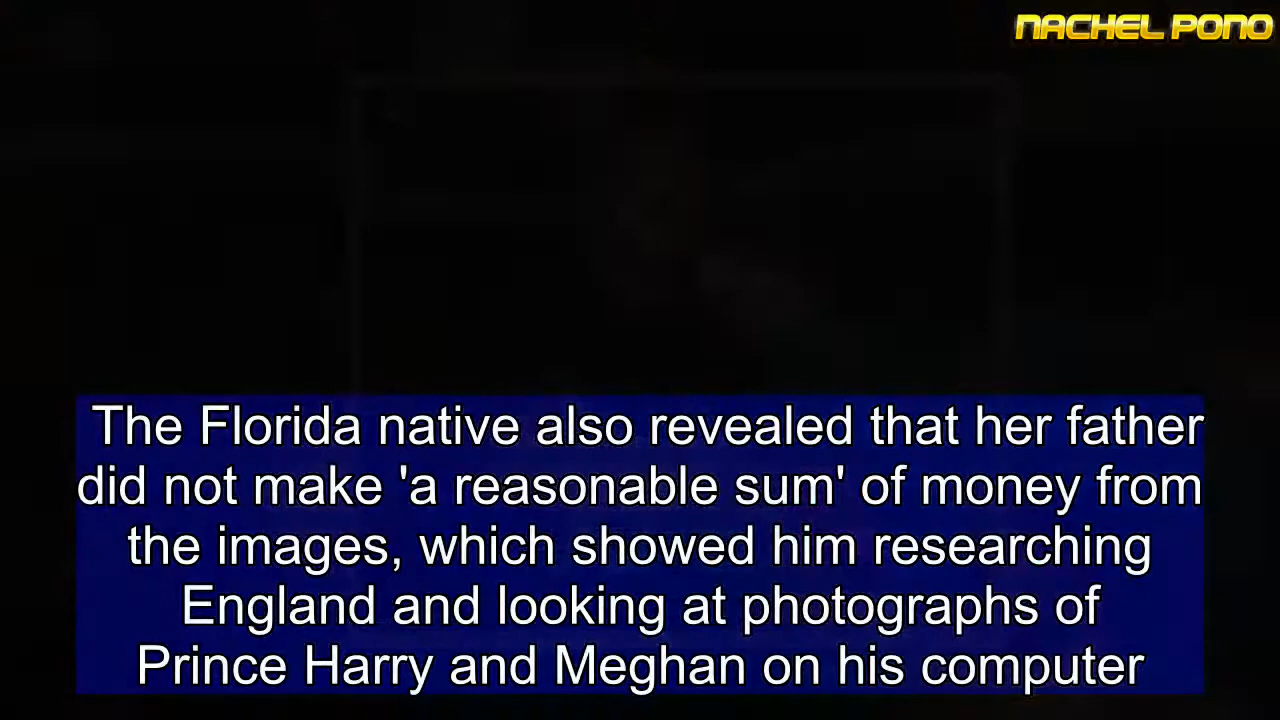 NACHEL PONO
The Florida native also revealed that her father
did not make 'a reasonable sum' of money from
the images, which showed him researching
England and looking at photographs of
Prince Harry and Meghan on his computer